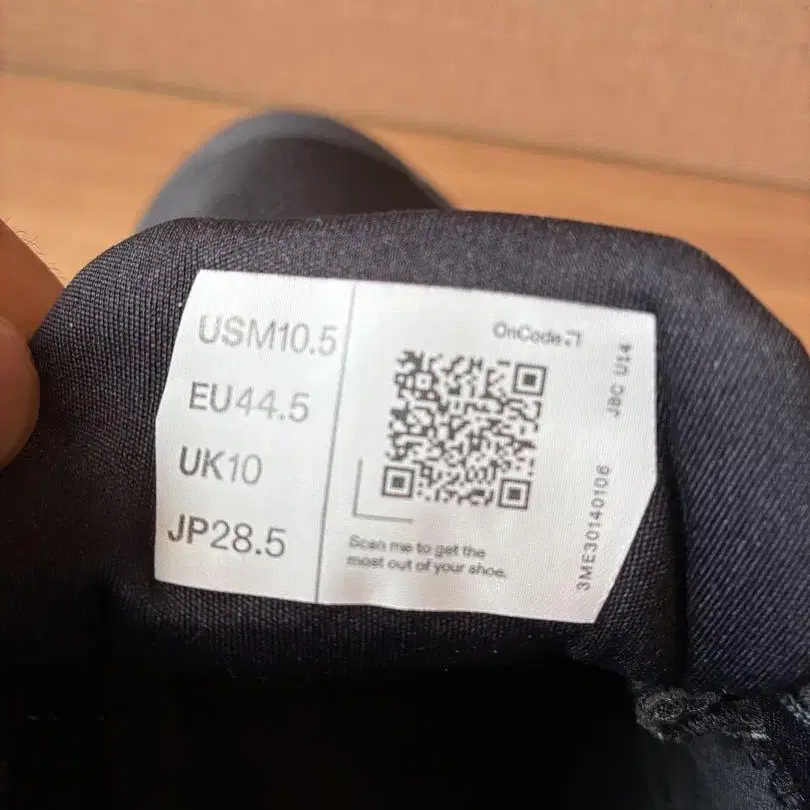 USM10.5
EU44.5
UK10
JP28.5
OnCode
Scan me to get the
most out of your shoe.
3ME30140106
JBC U14